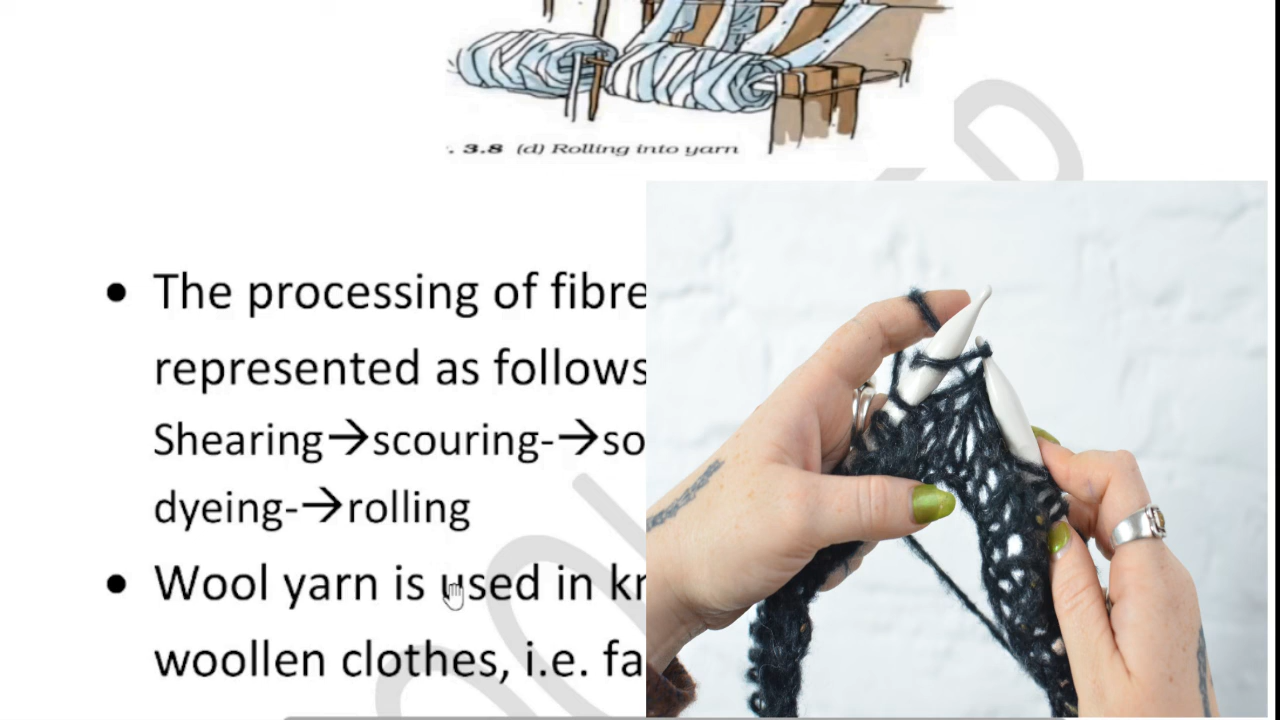 . 3.8 (d) Rolling into yarn
The processing of fibre
represented as follows
Shearing→scouring-→so
dyeing-→rolling
Wool yarn is used in kn
woollen clothes, i.e. fa